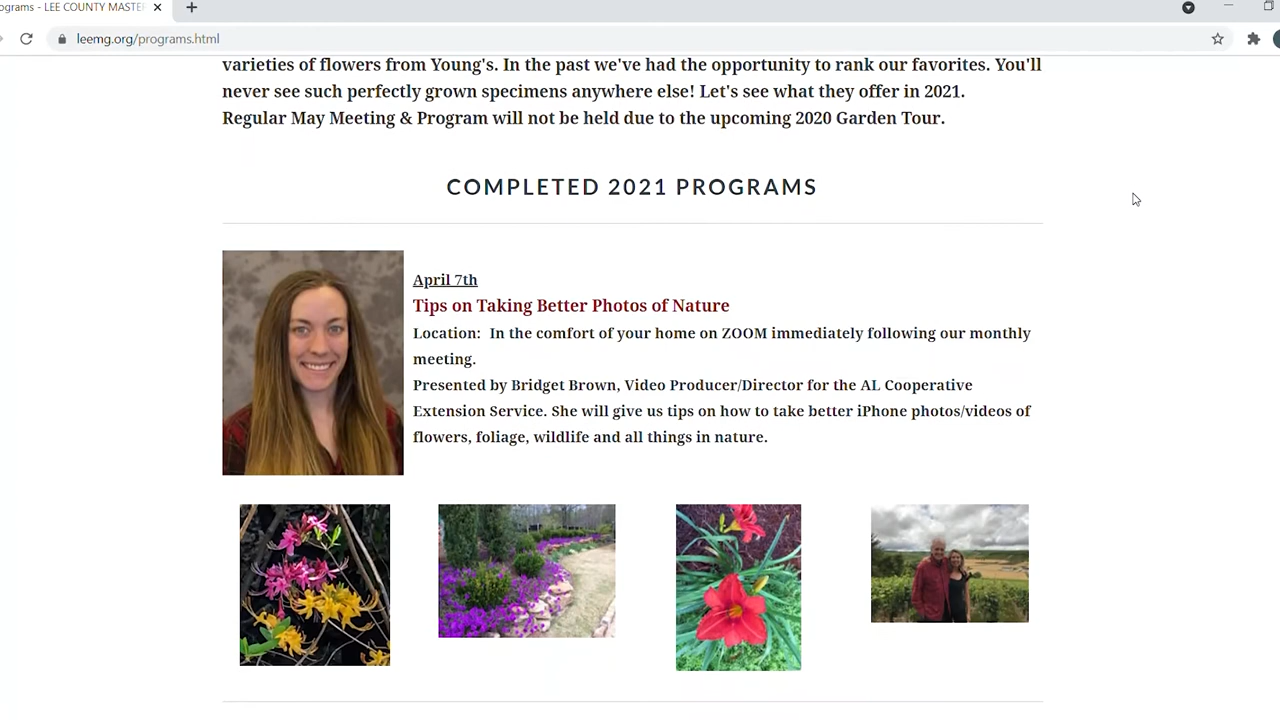 ograms - LEE COUNTY MASTER
leemg.org/programs.html
varieties of flowers from Young's. In the past we've had the opportunity to rank our favorites. You'll
never see such perfectly grown specimens anywhere else! Let's see what they offer in 2021.
Regular May Meeting & Program will not be held due to the upcoming 2020 Garden Tour.
COMPLETED 2021 PROGRAMS
April 7th
Tips on Taking Better Photos of Nature
Location:  In the comfort of your home on ZOOM immediately following our monthly
meeting.
Presented by Bridget Brown, Video Producer/Director for the AL Cooperative
Extension Service. She will give us tips on how to take better iPhone photos/videos of
flowers, foliage, wildlife and all things in nature.